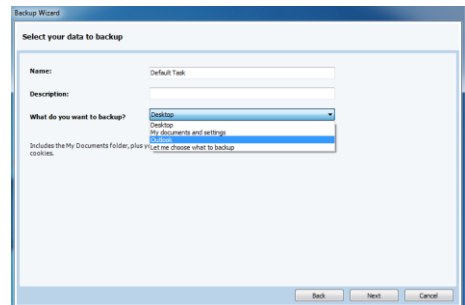 Backup Wizard
Select your data to backup
Name:
Default Task
Description:
What do you want to backup?
Desktop
Desktop
My documents and settings
Outlook
Let me choose what to backup
Includes the My Documents folder, plus
cookies.
Back
Next
Cancel